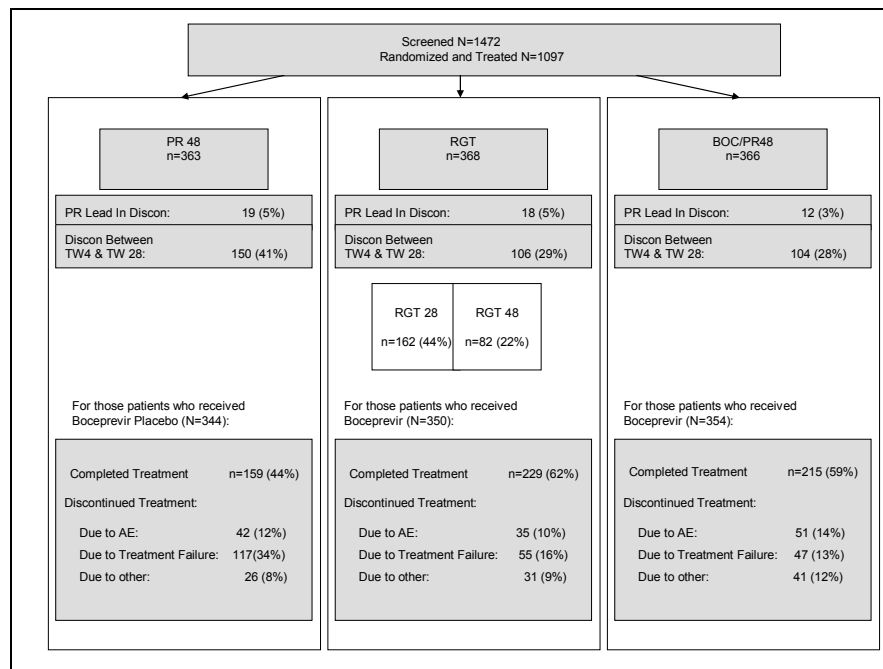 Screened N=1472
Randomized and Treated N=1097
PR 48
n=363
PR Lead In Discon: 19 (5%)
Discon Between
TW4 & TW 28: 150 (41%)
For those patients who received
Boceprevir Placebo (N=344):
Completed Treatment n=159 (44%)
Discontinued Treatment:
Due to AE: 42 (12%)
Due to Treatment Failure: 117(34%)
Due to other: 26 (8%)
RGT
n=368
PR Lead In Discon: 18 (5%)
Discon Between
TW4 & TW 28: 106 (29%)
RGT 28
n=162 (44%)
RGT 48
n=82 (22%)
For those patients who received
Boceprevir (N=350):
Completed Treatment n=229 (62%)
Discontinued Treatment:
Due to AE: 35 (10%)
Due to Treatment Failure: 55 (16%)
Due to other: 31 (9%)
BOC/PR48
n=366
PR Lead In Discon: 12 (3%)
Discon Between
TW4 & TW 28: 104 (28%)
For those patients who received
Boceprevir (N=354):
Completed Treatment n=215 (59%)
Discontinued Treatment:
Due to AE: 51 (14%)
Due to Treatment Failure: 47 (13%)
Due to other: 41 (12%)